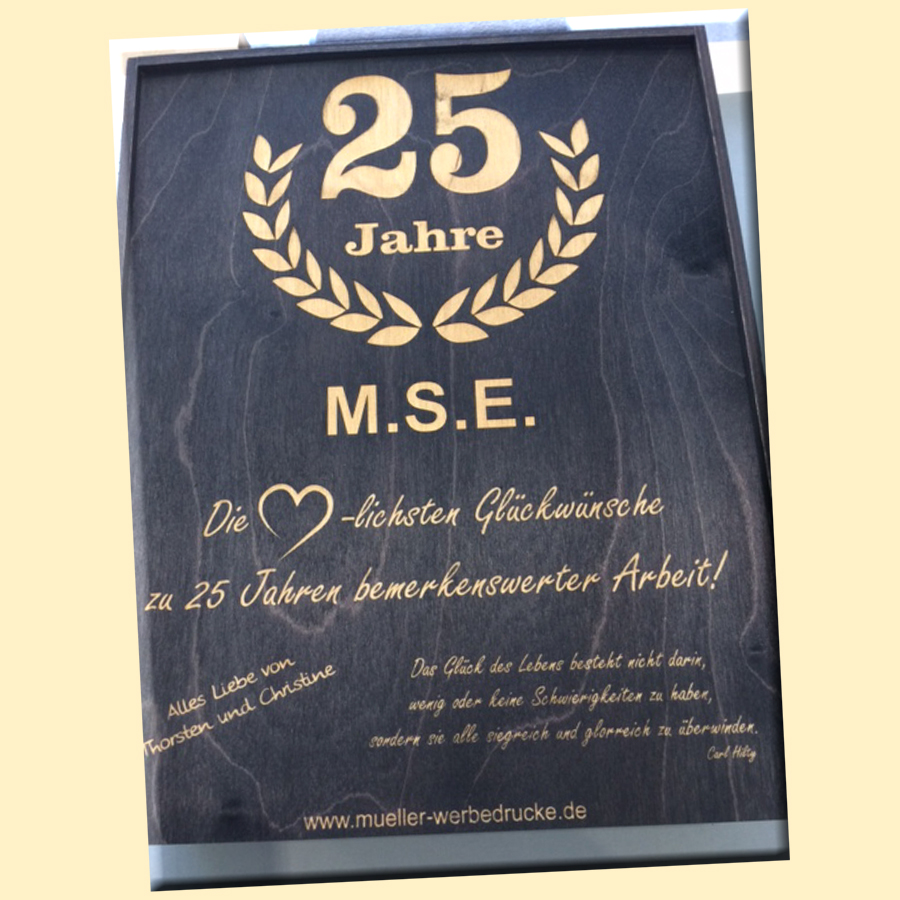 25
Jahre
M.S.E.
Die -lichsten Glückwünsche
zu 25 Jahren bemerkenswerter Arbeit!
Alles Liebe von
Thorsten und Christine
Das Glück des Lebens besteht nicht darin,
wenig oder keine Schwierigkeiten zu haben,
sondern sie alle siegreich und glorreich zu überwinden.
Carl Hilty
www.mueller-werbedrucke.de